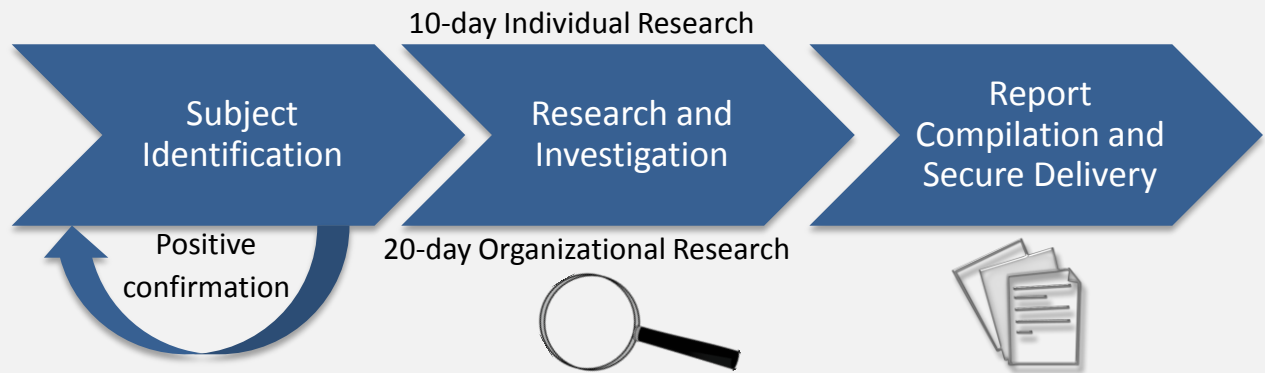 10-day Individual Research
Subject
Identification
Research and
Investigation
Report
Compilation and
Secure Delivery
Positive
confirmation
20-day Organizational Research